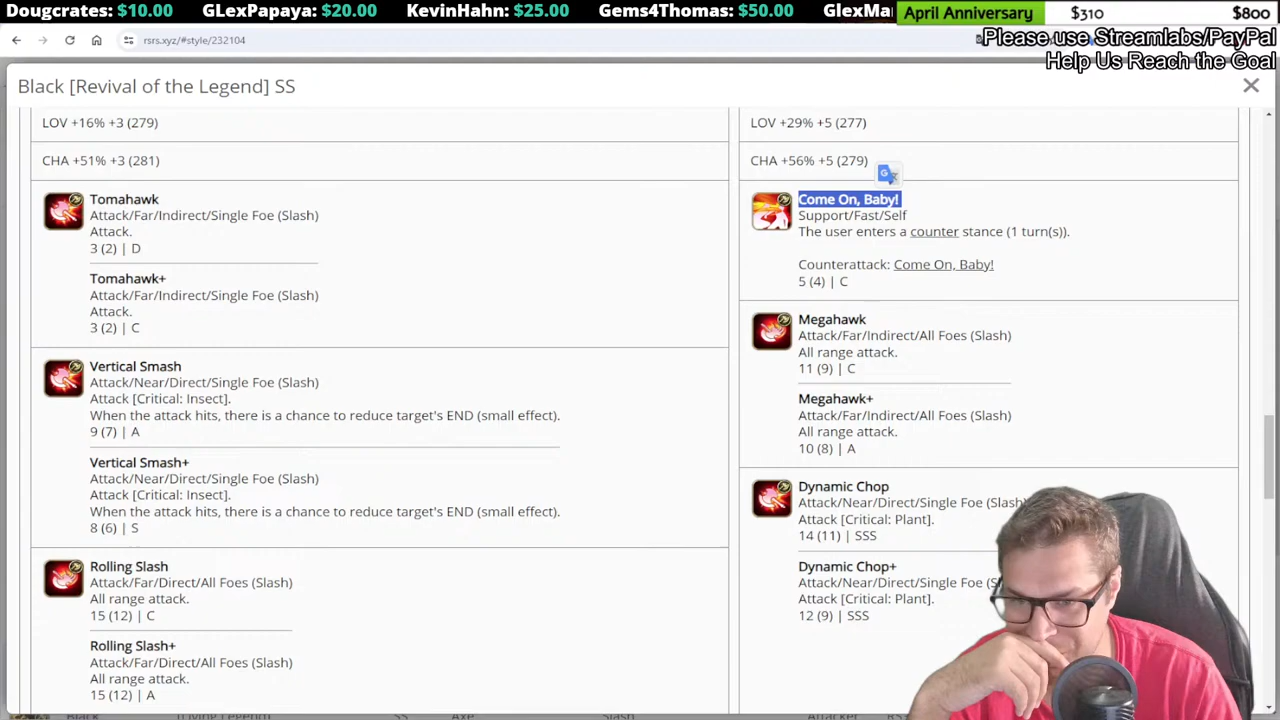 Dougcrates: $10.00 GLexPapaya: $20.00 KevinHahn: $25.00 Gems4Thomas: $50.00 GlexMa
April Anniversary $310 $800
rsrs.xyz/#style/232104
Please use Streamlabs/PayPal
Help Us Reach the Goal
Black [Revival of the Legend] SS
LOV +16% +3 (279)
CHA +51% +3 (281)
Tomahawk
Attack/Far/Indirect/Single Foe (Slash)
Attack.
3 (2) | D
Tomahawk+
Attack/Far/Indirect/Single Foe (Slash)
Attack.
3 (2) | C
Vertical Smash
Attack/Near/Direct/Single Foe (Slash)
Attack [Critical: Insect].
When the attack hits, there is a chance to reduce target's END (small effect).
9 (7) | A
Vertical Smash+
Attack/Near/Direct/Single Foe (Slash)
Attack [Critical: Insect].
When the attack hits, there is a chance to reduce target's END (small effect).
8 (6) | S
Rolling Slash
Attack/Far/Direct/All Foes (Slash)
All range attack.
15 (12) | C
Rolling Slash+
Attack/Far/Direct/All Foes (Slash)
All range attack.
15 (12) | A
LOV +29% +5 (277)
CHA +56% +5 (279)
Come On, Baby!
Support/Fast/Self
The user enters a counter stance (1 turn(s)).
Counterattack: Come On, Baby!
5 (4) | C
Megahawk
Attack/Far/Indirect/All Foes (Slash)
All range attack.
11 (9) | C
Megahawk+
Attack/Far/Indirect/All Foes (Slash)
All range attack.
10 (8) | A
Dynamic Chop
Attack/Near/Direct/Single Foe (Slash)
Attack [Critical: Plant].
14 (11) | SSS
Dynamic Chop+
Attack/Near/Direct/Single Foe
Attack [Critical: Plant].
12 (9) | SSS